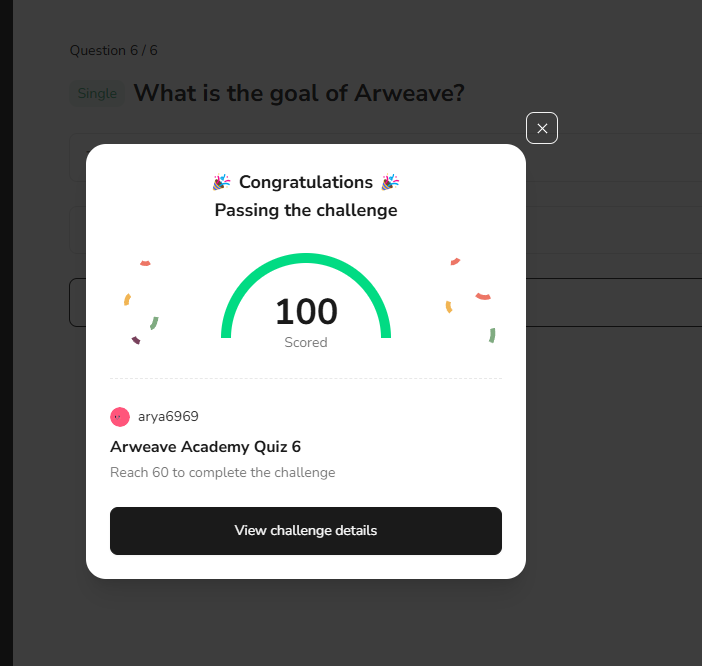 Question 6 / 6
Single What is the goal of Arweave?
Congratulations
Passing the challenge
100
Scored
arya6969
Arweave Academy Quiz 6
Reach 60 to complete the challenge
View challenge details